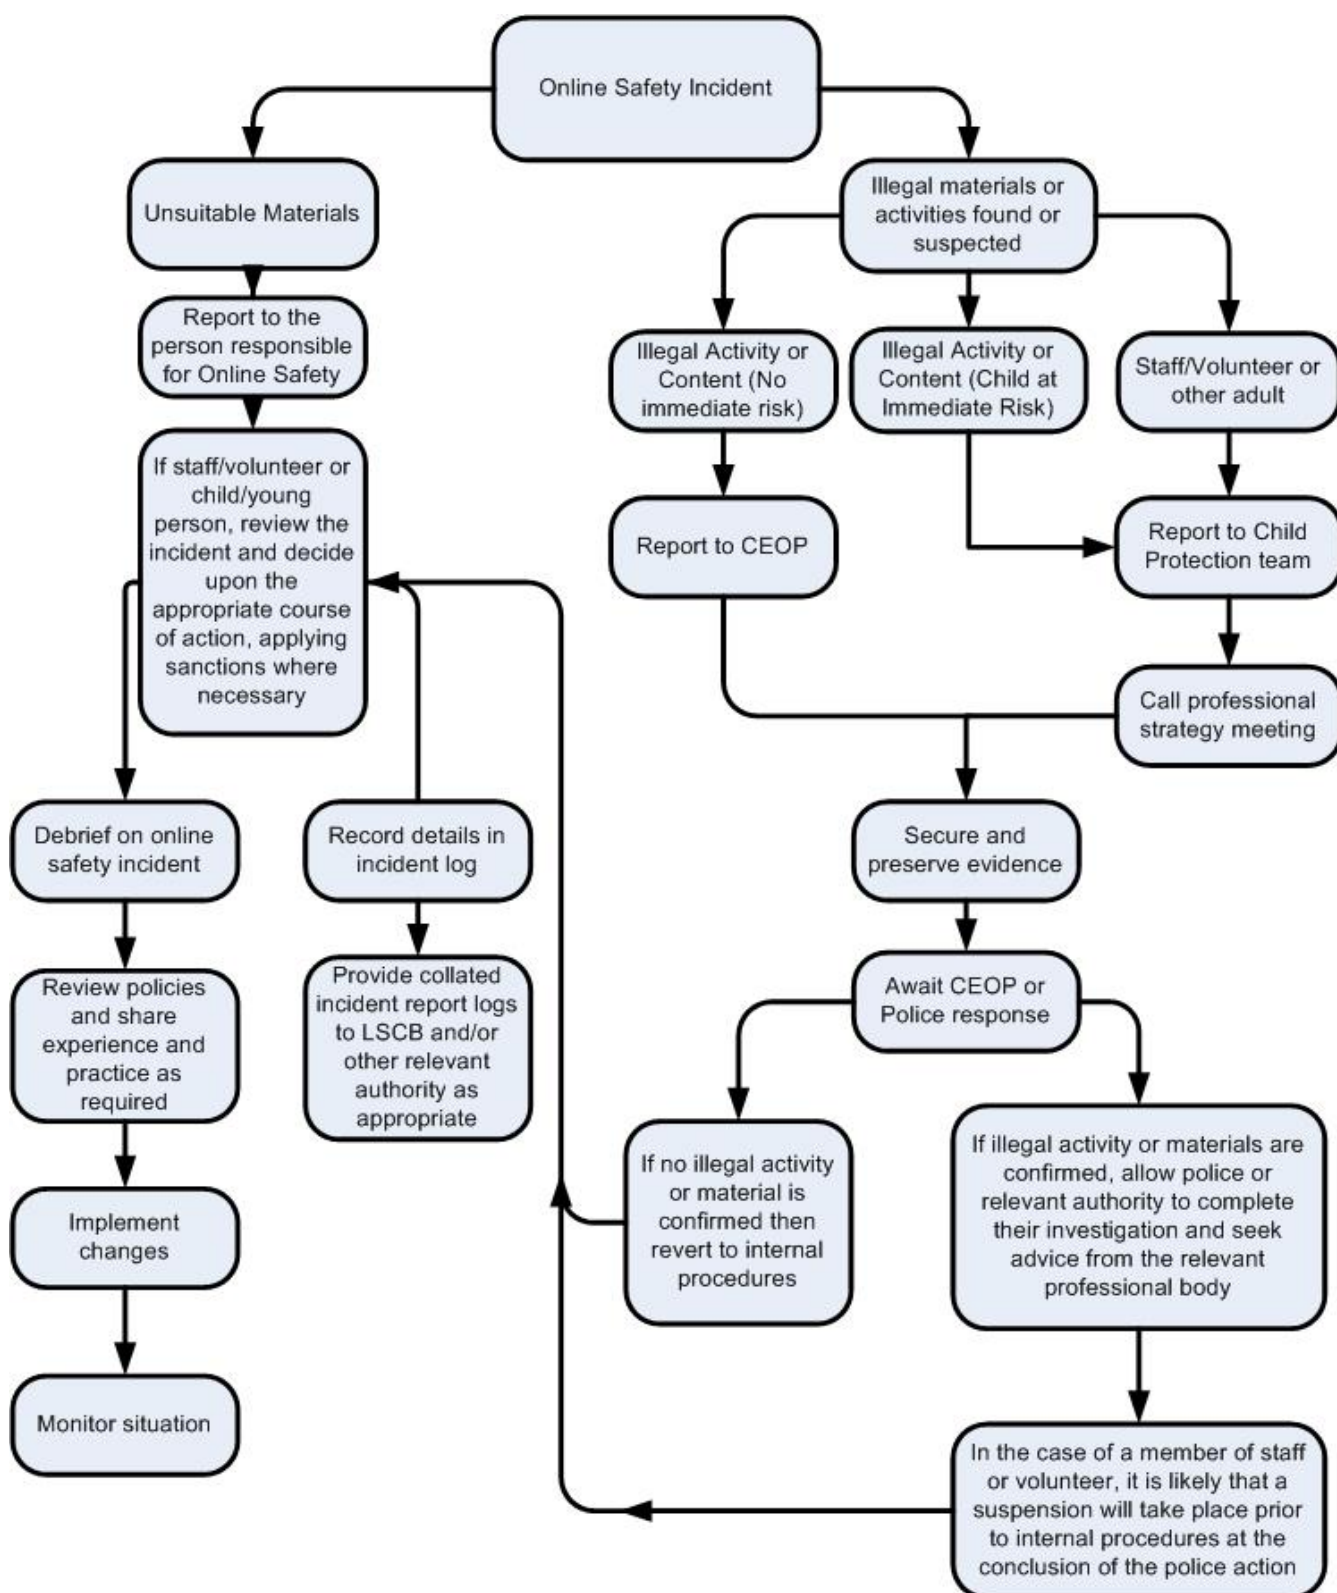 Online Safety Incident
Unsuitable Materials
Illegal materials or
activities found or
suspected
Report to the
person responsible
for Online Safety
Illegal Activity or
Content (No
immediate risk)
Illegal Activity or
Content (Child at
Immediate Risk)
Staff/Volunteer or
other adult
If staff/volunteer or
child/young
person, review the
incident and decide
upon the
appropriate course
of action, applying
sanctions where
necessary
Report to CEOP
Report to Child
Protection team
Call professional
strategy meeting
Debrief on online
safety incident
Record details in
incident log
Secure and
preserve evidence
Review policies
and share
experience and
practice as
required
Provide collated
incident report logs
to LSCB and/or
other relevant
authority as
appropriate
Await CEOP or
Police response
If no illegal activity
or material is
confirmed then
revert to internal
procedures
If illegal activity or materials are
confirmed, allow police or
relevant authority to complete
their investigation and seek
advice from the relevant
professional body
Implement
changes
Monitor situation
In the case of a member of staff
or volunteer, it is likely that a
suspension will take place prior
to internal procedures at the
conclusion of the police action